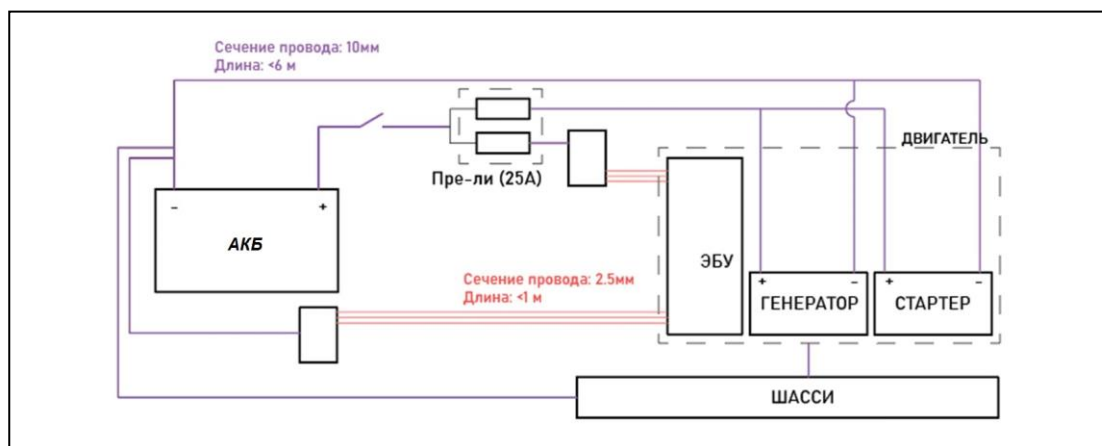 Сечение провода: 10мм
Длина: <6 м
ДВИГАТЕЛЬ
Пре-ли (25А)
- +
АКБ
ЭБУ
Сечение провода: 2.5мм
Длина: <1 м
+ - + -
ГЕНЕРАТОР СТАРТЕР
ШАССИ